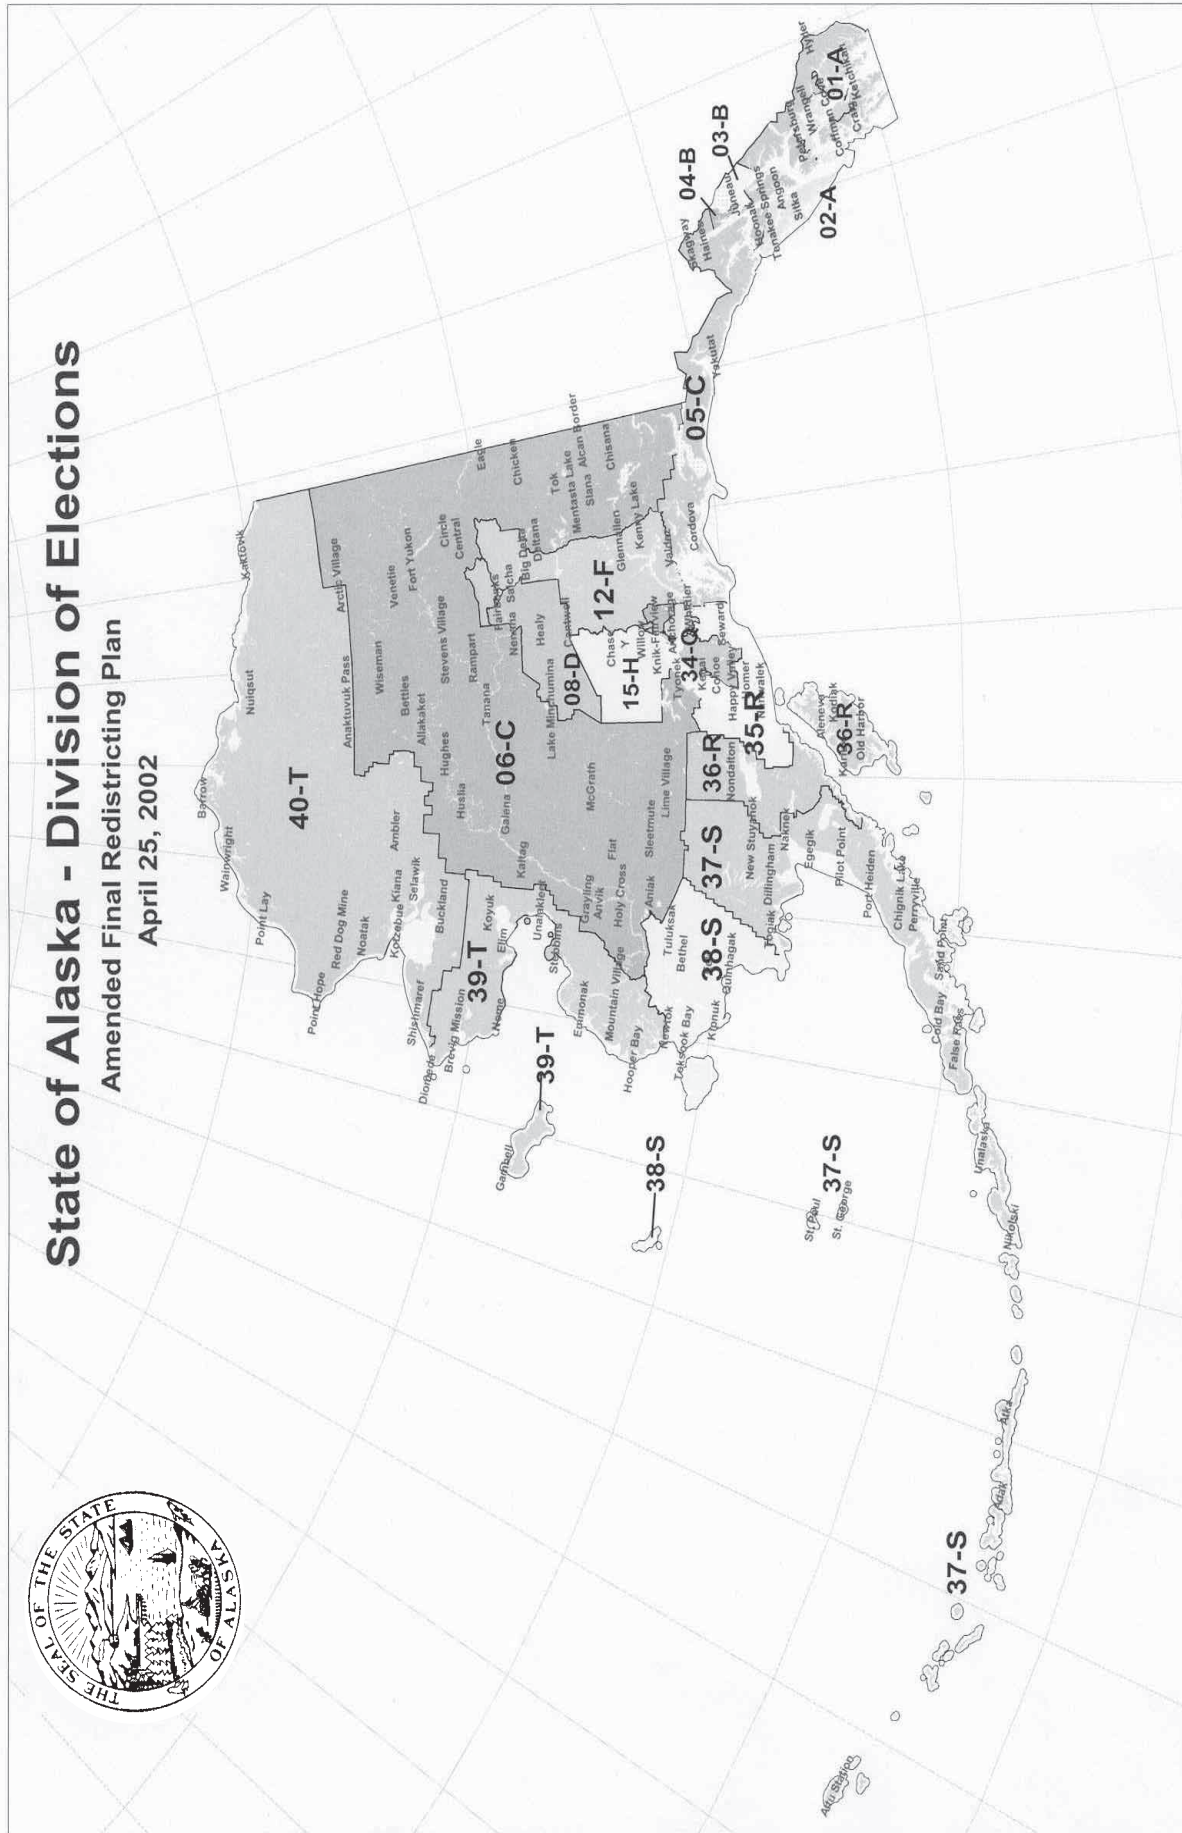 State of Alaska - Division of Elections
Amended Final Redistricting Plan
April 25, 2002
THE SEAL OF THE STATE OF ALASKA
Barrow
Wainwright
Point Lay
Point Hope
Red Dog Mine
Noatak
Kotzebue
Kiana
Selawik
Ambler
Buckland
Shishmaref
Nuiqsut
Kaktovik
Anaktuvuk Pass
40-T
Arctic Village
Wiseman
Venetie
Fort Yukon
Bettles
Allakaket
Stevens Village
Circle
Central
Eagle
Chicken
Hughes
Huslia
Rampart
Tanana
06-C
Galena
Kaltag
Fairbanks
Salcha
Nenana
Big Delta
Deltana
Healy
Cantwell
08-D
Lake Minchumina
Tok
Mentasta Lake
Alcan Border
Slana
Chisana
12-F
Glennallen
Kenny Lake
McGrath
Flat
Grayling
Anvik
Holy Cross
Aniak
Sleetmute
Lime Village
Chase
Y
Willow
15-H
Knik-Fairview
Anchorage
Tyonek
Whittier
Valdez
Cordova
Seward
Kenai
Cohoe
Happy Valley
Homer
Nanwalek
35-R
36-R
Nondalton
39-T
Diomede
Brevig Mission
Nome
Elim
Koyuk
Unalakleet
Stebbins
39-T
Gambell
Emmonak
Mountain Village
Hooper Bay
Newtok
Toksook Bay
Kipnuk
Quinhagak
Tuluksak
Bethel
38-S
38-S
37-S
New Stuyahok
Dillingham
Togiak
Naknek
Egegik
Pilot Point
Port Heiden
Chignik Lake
Perryville
Sand Point
Cold Bay
False Pass
Unalaska
Nikolski
Atka
Adak
37-S
Attu Station
St. Paul
St. George
37-S
Aleneva
Kodiak
36-R
Old Harbor
05-C
Yakutat
Skagway
Haines
04-B
03-B
Juneau
Hoonah
Tenakee Springs
Angoon
Sitka
02-A
Petersburg
Wrangell
Coffman Cove
Craig
Ketchikan
01-A
Hyder